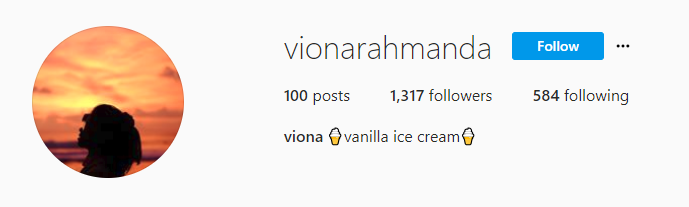 vionarahmanda Follow ...
100 posts 1,317 followers 584 following
viona 🍦vanilla ice cream🍦